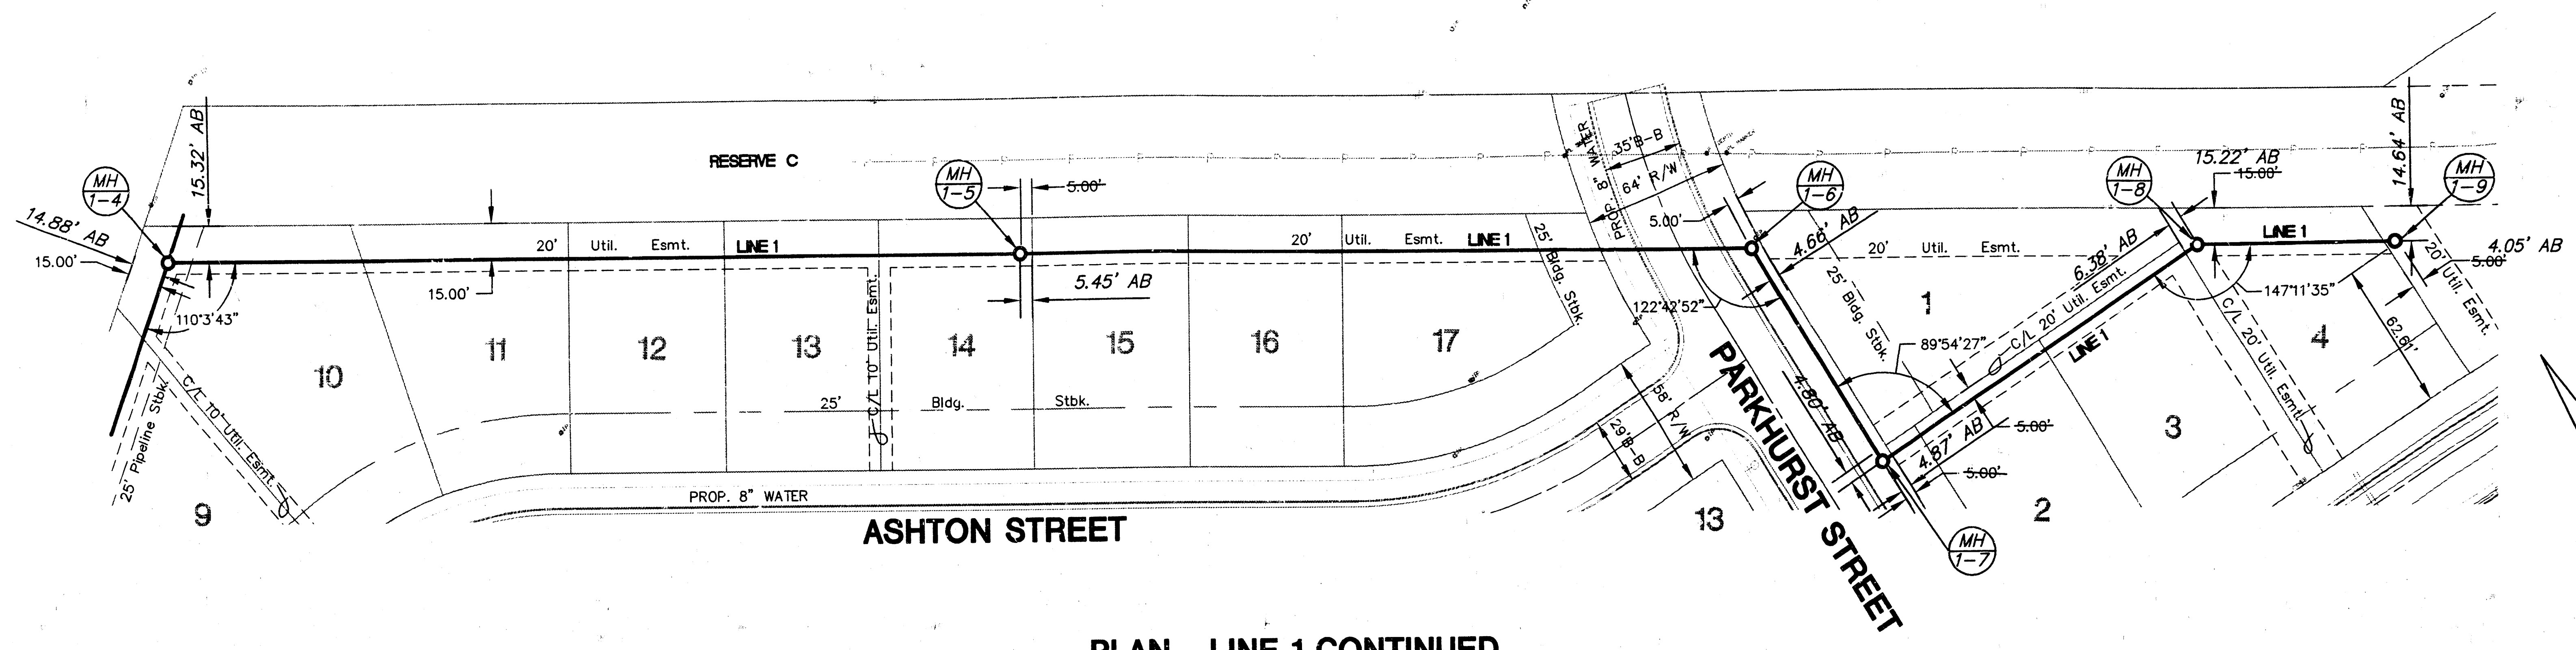 RESERVE C
MH
1-4
14.88' AB
15.00'
15.32' AB
110°3'43"
15.00'
20' Util. Esmt.
LINE 1
MH
1-5
5.00'
5.45' AB
20' Util. Esmt.
LINE 1
25' Bldg. Stbk.
PROP. 8" WATER
35'B-B
64' R/W
5.00'
MH
1-6
4.66' AB
122°42'52"
20' Util. Esmt.
25' Bldg. Stbk.
1
89°54'27"
6.38' AB
C/L 20' Util. Esmt.
LINE 1
MH
1-8
15.22' AB
15.00'
14.64' AB
MH
1-9
LINE 1
4.05' AB
5.00'
20' Util. Esmt.
147°11'35"
C/L 20' Util. Esmt.
62.61'
4
3
2
4.80' AB
4.87' AB
5.00'
5.00'
MH
1-7
PARKHURST STREET
10
11
12
13
14
15
16
17
C/L 10' Util. Esmt.
25' Bldg. Stbk.
58' R/W
29'B-B
13
25' Pipeline Stbk.
C/L 10' Util. Esmt.
9
PROP. 8" WATER
ASHTON STREET
PLAN - LINE 1 CONTINUED